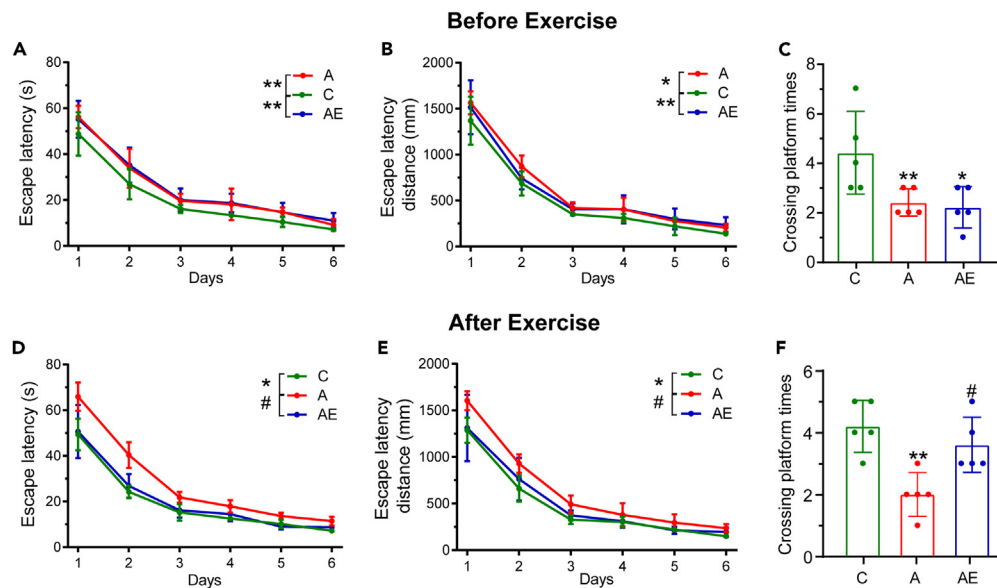 Before Exercise
A
Escape latency (s)
80
60
40
20
0
1 2 3 4 5 6
Days
**
**
A
C
AE
B
Escape latency
distance (mm)
2000
1500
1000
500
0
1 2 3 4 5 6
Days
*
**
A
C
AE
C
Crossing platform times
8
6
4
2
0
** *
C A AE
After Exercise
D
Escape latency (s)
80
60
40
20
0
1 2 3 4 5 6
Days
*
#
C
A
AE
E
Escape latency
distance (mm)
2000
1500
1000
500
0
1 2 3 4 5 6
Days
*
#
C
A
AE
F
Crossing platform times
6
4
2
0
** #
C A AE